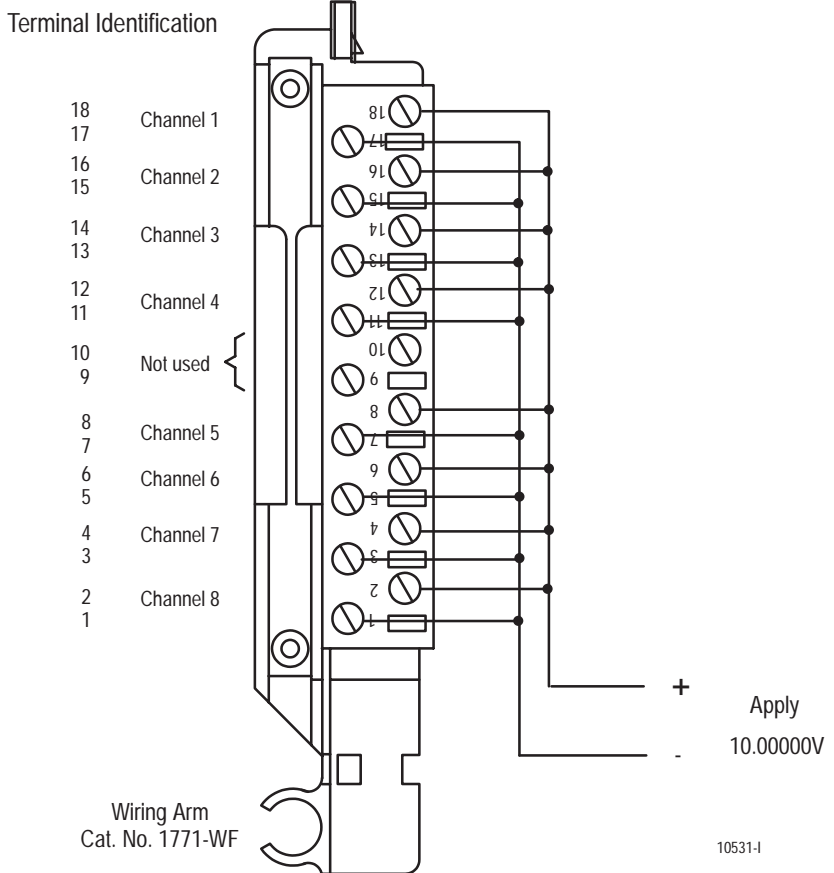 Terminal Identification
18
17
Channel 1
16
15
Channel 2
14
13
Channel 3
12
11
Channel 4
10
9
Not used
8
7
Channel 5
6
5
Channel 6
4
3
Channel 7
2
1
Channel 8
18
17
16
15
14
13
12
11
10
9
8
7
6
5
4
3
2
1
+
Apply
10.00000V
-
Wiring Arm
Cat. No. 1771-WF
10531-I